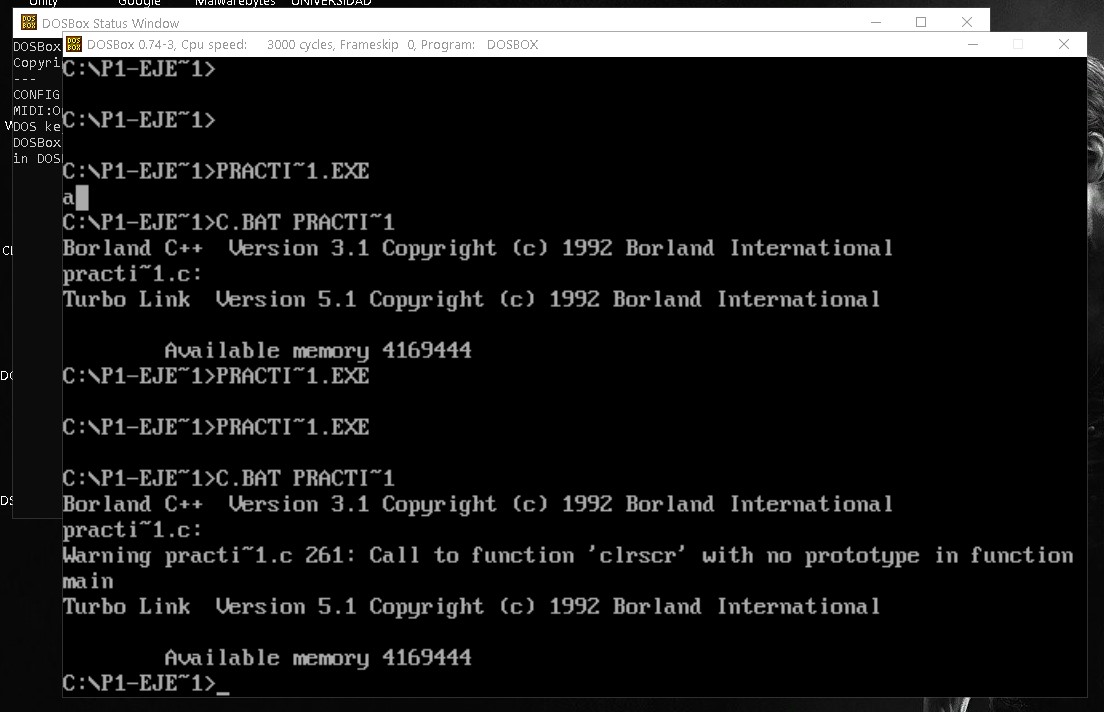 Unity Google Malwarebytes UNIVERSIDAD
DOSBox Status Window
DOSBox 0.74-3, Cpu speed: 3000 cycles, Frameskip 0, Program: DOSBOX
DOSBox
Copyri
---
CONFIG
MIDI:O
DOS ke
DOSBox
in DOS
C:\P1-EJE~1>
C:\P1-EJE~1>
C:\P1-EJE~1>PRACTI~1.EXE
a
C:\P1-EJE~1>C.BAT PRACTI~1
Borland C++ Version 3.1 Copyright (c) 1992 Borland International
practi~1.c:
Turbo Link Version 5.1 Copyright (c) 1992 Borland International
Available memory 4169444
C:\P1-EJE~1>PRACTI~1.EXE
C:\P1-EJE~1>PRACTI~1.EXE
C:\P1-EJE~1>C.BAT PRACTI~1
Borland C++ Version 3.1 Copyright (c) 1992 Borland International
practi~1.c:
Warning practi~1.c 261: Call to function 'clrscr' with no prototype in function
main
Turbo Link Version 5.1 Copyright (c) 1992 Borland International
Available memory 4169444
C:\P1-EJE~1>_